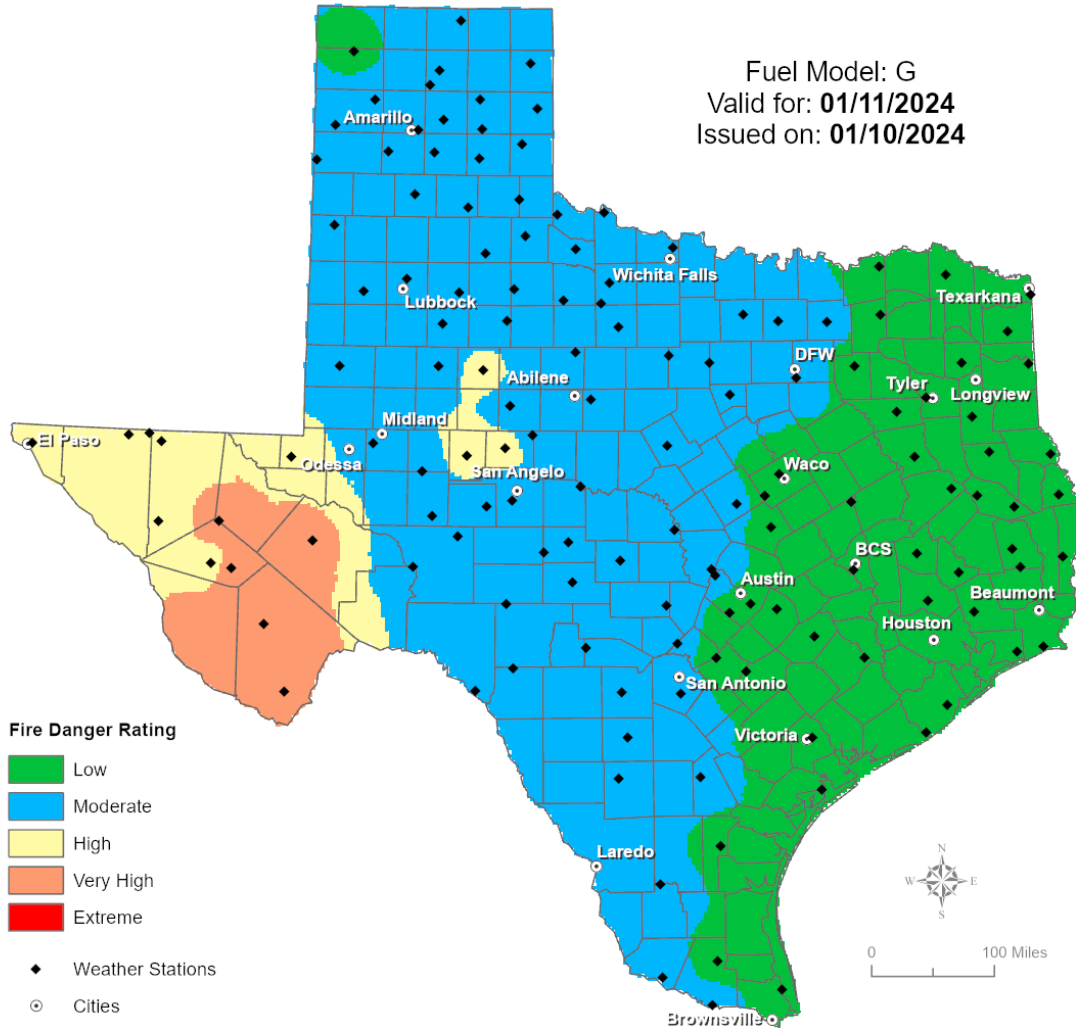 Fuel Model: G
Valid for: 01/11/2024
Issued on: 01/10/2024
Amarillo
Wichita Falls
Lubbock
Texarkana
DFW
Abilene
Tyler
Longview
Midland
El Paso
Odessa
Waco
San Angelo
BCS
Austin
Beaumont
Houston
San Antonio
Victoria
Laredo
Brownsville
Fire Danger Rating
Low
Moderate
High
Very High
Extreme
Weather Stations
Cities
N
W
E
S
0
100 Miles